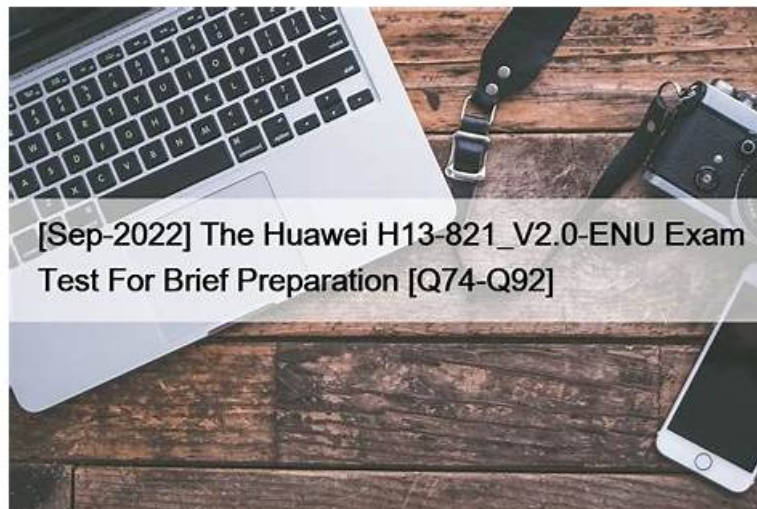 [Sep-2022] The Huawei H13-821_V2.0-ENU Exam
Test For Brief Preparation [Q74-Q92]